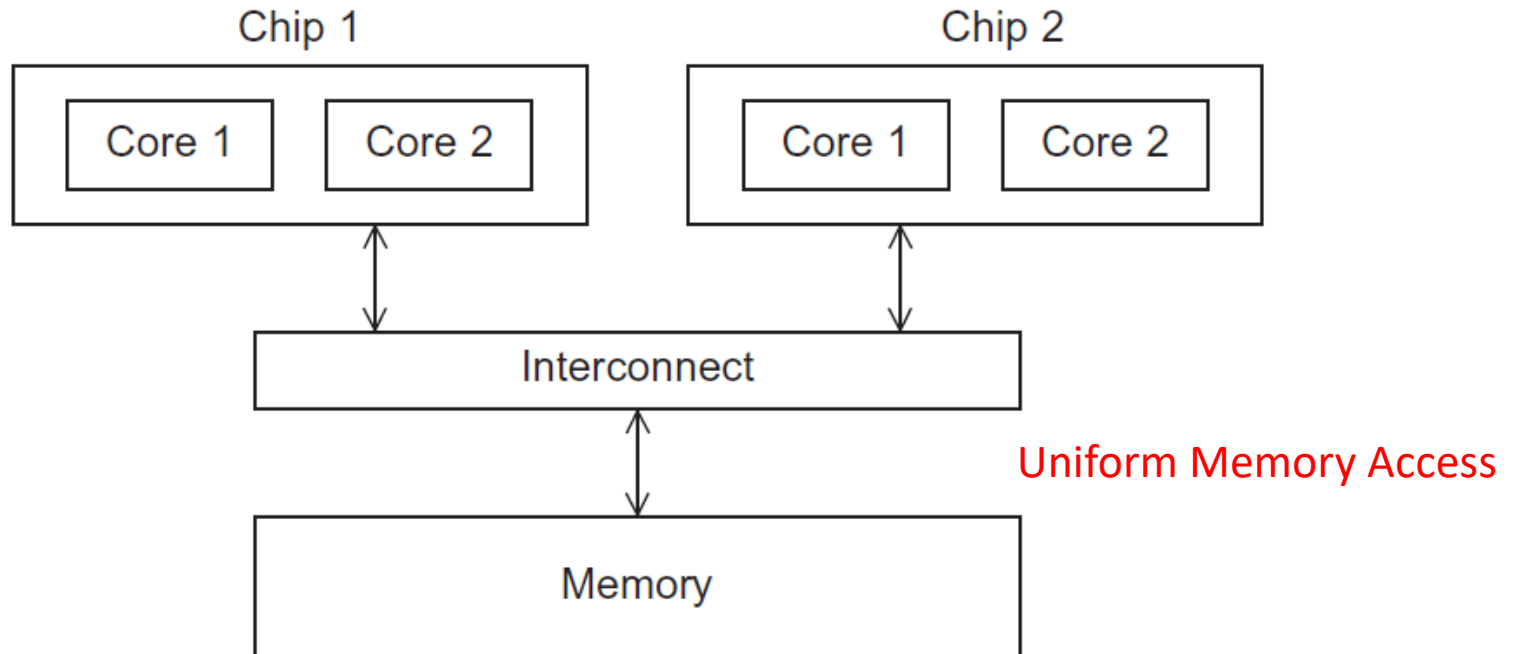 Chip 1
Chip 2
Core 1
Core 2
Core 1
Core 2
Interconnect
Uniform Memory Access
Memory